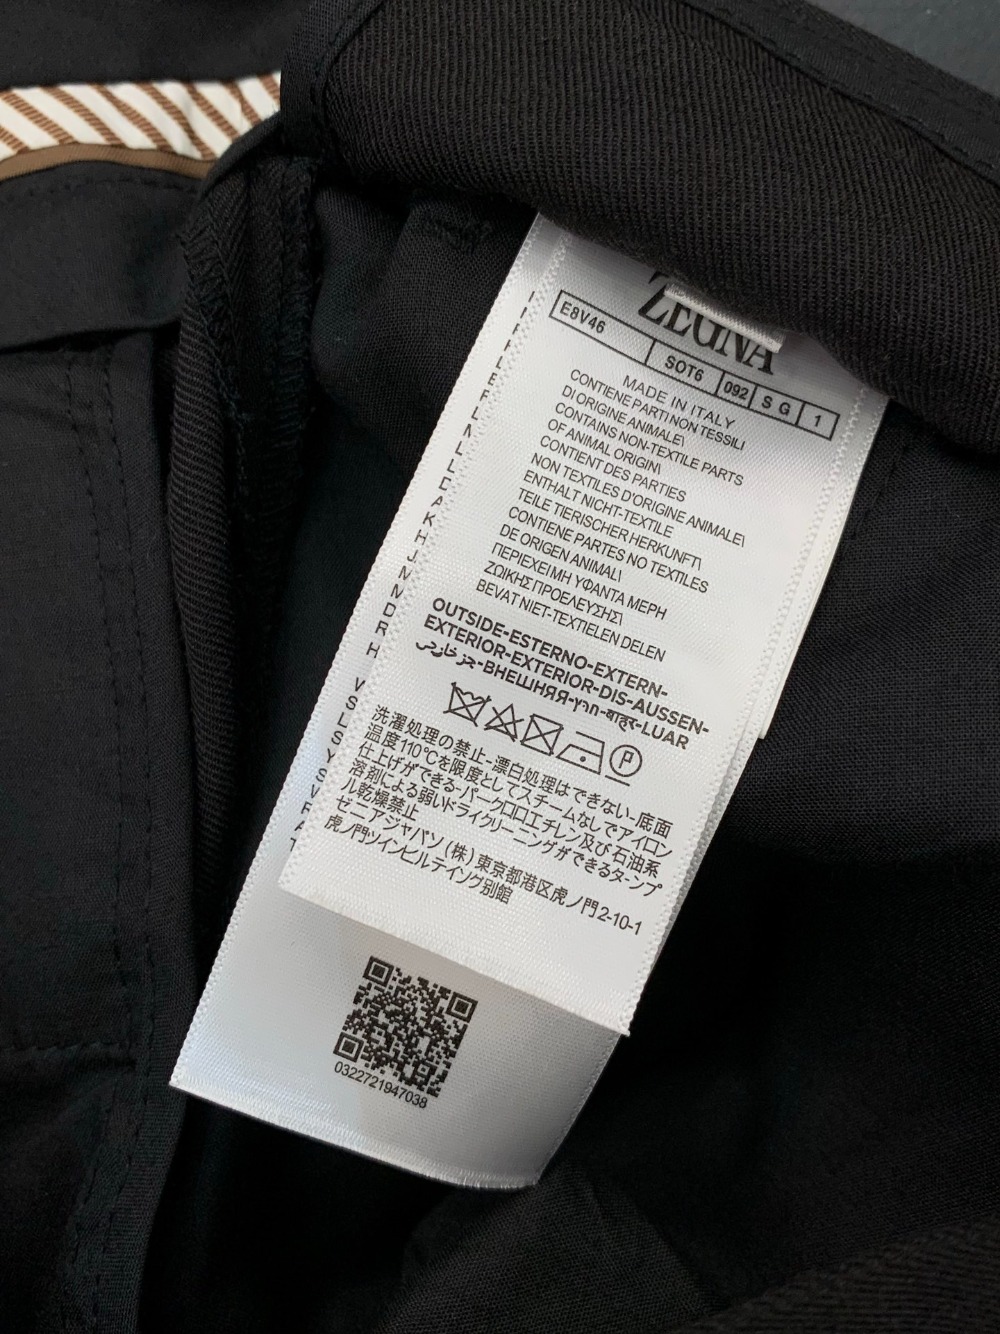 ZEGNA
E8V46
SOT6 092 S G 1
MADE IN ITALY
CONTIENE PARTI NON TESSILI
DI ORIGINE ANIMALE\
CONTAINS NON-TEXTILE PARTS
OF ANIMAL ORIGIN\
CONTIENT DES PARTIES
NON TEXTILES D'ORIGINE ANIMALE\
ENTHALT NICHT-TEXTILE
TEILE TIERISCHER HERKUNFT\
CONTIENE PARTES NO TEXTILES
DE ORIGEN ANIMAL\
ΠΕΡΙΕΧΕΙ ΜΗ ΥΦΑΝΤΑ ΜΕΡΗ
ΖΩΙΚΗΣ ΠΡΟΕΛΕΥΣΗΣ\
BEVAT NIET-TEXTIELEN DELEN
OUTSIDE-ESTERNO-EXTERN-
EXTERIOR-EXTERIOR-DIS-AUSSEN-
جزء خارجي-ВНЕШНЯЯ-יצוני-बाहर-LUAR
P
洗濯処理の禁止-漂白処理はできない-底面
温度110℃を限度としてスチームなしでアイロン
仕上げができる-パークロロエチレン及び石油系
溶剤による弱いドライクリーニングができるターンブ
ル乾燥禁止
ゼニアジャパン(株)東京都港区虎ノ門2-10-1
虎ノ門ツインビルテイング別館
0322721947038